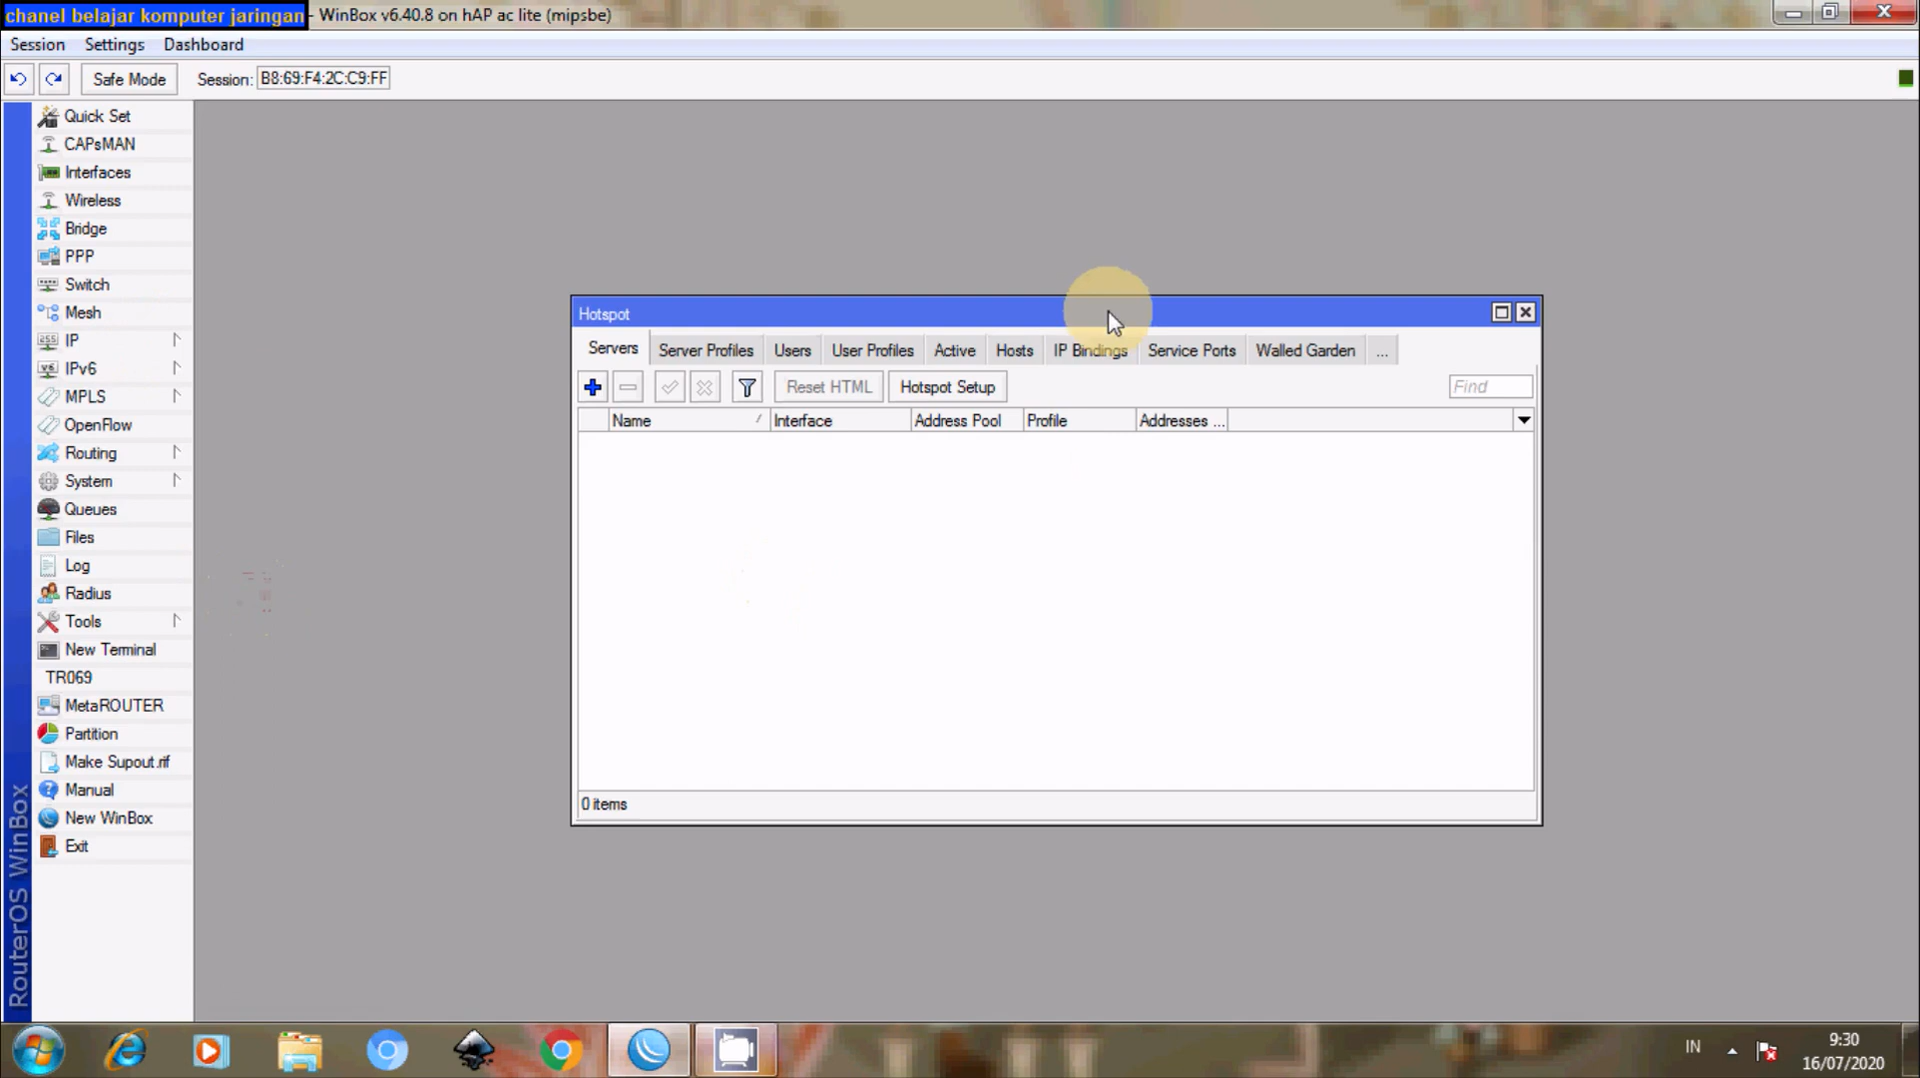 chanel belajar komputer jaringan - WinBox v6.40.8 on hAP ac lite (mipsbe)
Session Settings Dashboard
Safe Mode Session: B8:69:F4:2C:C9:FF
Quick Set
CAPsMAN
Interfaces
Wireless
Bridge
PPP
Switch
Mesh
IP
IPv6
MPLS
OpenFlow
Routing
System
Queues
Files
Log
Radius
Tools
New Terminal
TR069
MetaROUTER
Partition
Make Supout.rif
Manual
New WinBox
Exit
RouterOS WinBox
Hotspot
Servers Server Profiles Users User Profiles Active Hosts IP Bindings Service Ports Walled Garden ...
Reset HTML Hotspot Setup Find
Name Interface Address Pool Profile Addresses ...
0 items
IN 9:30
16/07/2020